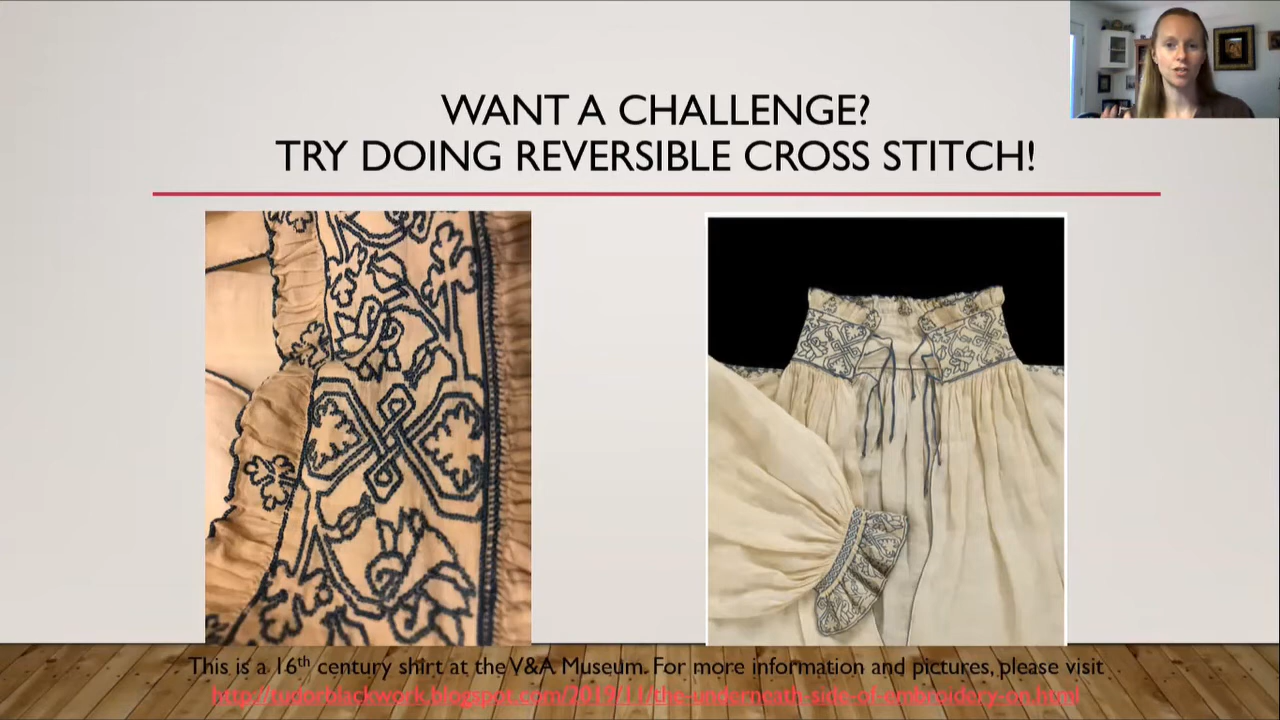 WANT A CHALLENGE?
TRY DOING REVERSIBLE CROSS STITCH!
This is a 16th century shirt at the V&A Museum. For more information and pictures, please visit
http://tudorblackwork.blogspot.com/2019/11/the-underneath-side-of-embroidery-on.html